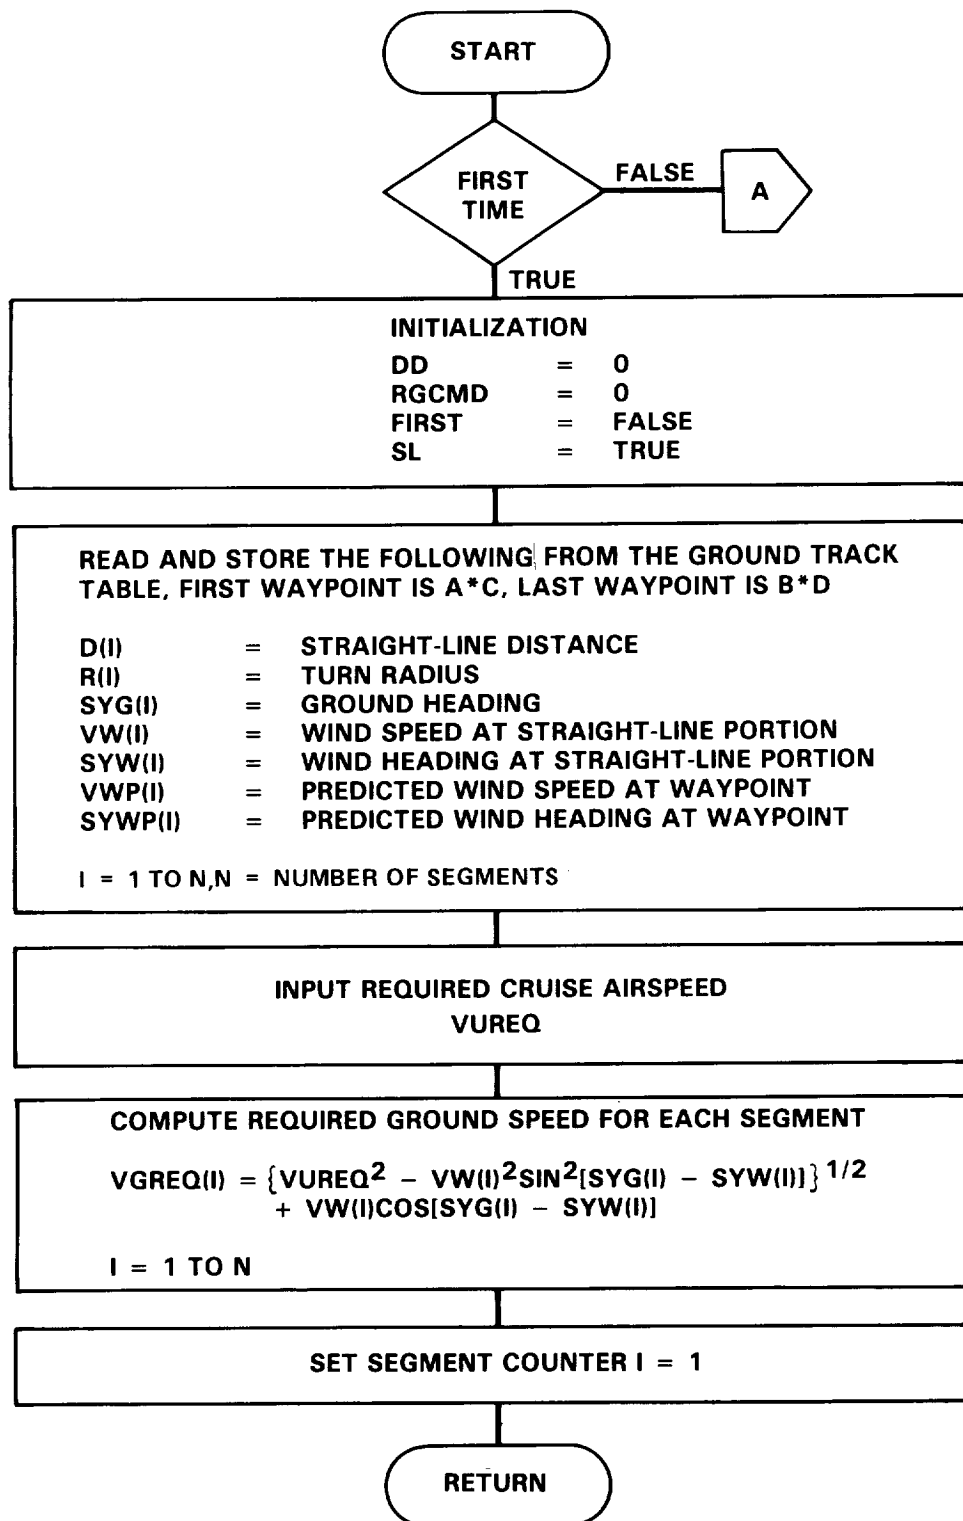 START
FIRST
TIME
FALSE
A
TRUE
INITIALIZATION
DD = 0
RGCMD = 0
FIRST = FALSE
SL = TRUE
READ AND STORE THE FOLLOWING FROM THE GROUND TRACK
TABLE, FIRST WAYPOINT IS A*C, LAST WAYPOINT IS B*D
D(I) = STRAIGHT-LINE DISTANCE
R(I) = TURN RADIUS
SYG(I) = GROUND HEADING
VW(I) = WIND SPEED AT STRAIGHT-LINE PORTION
SYW(I) = WIND HEADING AT STRAIGHT-LINE PORTION
VWP(I) = PREDICTED WIND SPEED AT WAYPOINT
SYWP(I) = PREDICTED WIND HEADING AT WAYPOINT
I = 1 TO N,N = NUMBER OF SEGMENTS
INPUT REQUIRED CRUISE AIRSPEED
VUREQ
COMPUTE REQUIRED GROUND SPEED FOR EACH SEGMENT
VGREQ(I) = {VUREQ² − VW(I)²SIN²[SYG(I) − SYW(I)]}^1/2
+ VW(I)COS[SYG(I) − SYW(I)]
I = 1 TO N
SET SEGMENT COUNTER I = 1
RETURN